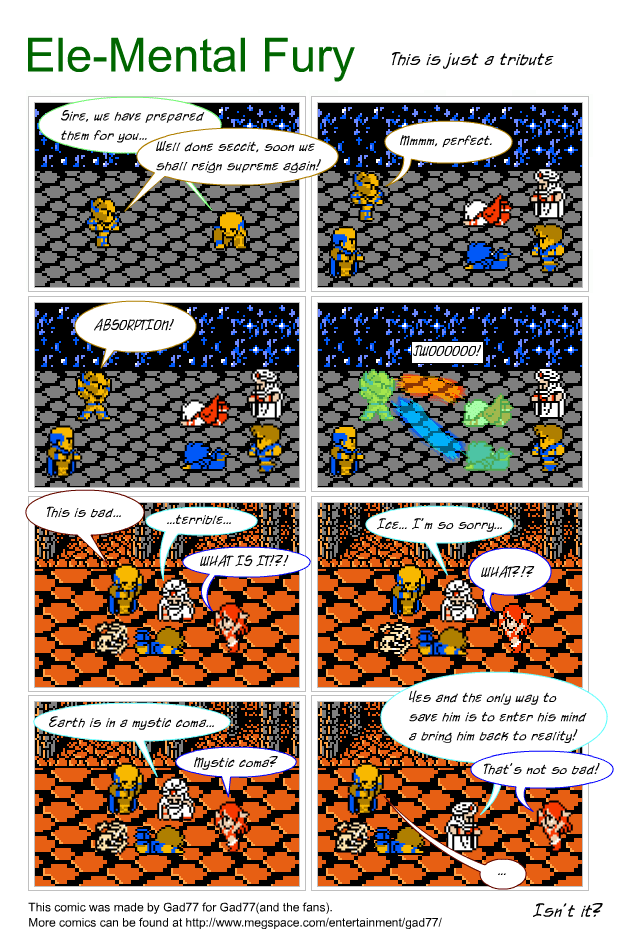 Ele-Mental Fury
This is just a tribute
Sire, we have prepared
them for you...
Well done seccit, soon we
shall reign supreme again!
Mmmm, perfect.
ABSORPTION!
JWOOOOOO!
This is bad...
...terrible...
WHAT IS IT!?!
Ice... I'm so sorry...
WHAT?!?
Earth is in a mystic coma...
Mystic coma?
Yes and the only way to
save him is to enter his mind
a bring him back to reality!
That's not so bad!
...
This comic was made by Gad77 for Gad77(and the fans).
More comics can be found at http://www.megspace.com/entertainment/gad77/
Isn't it?